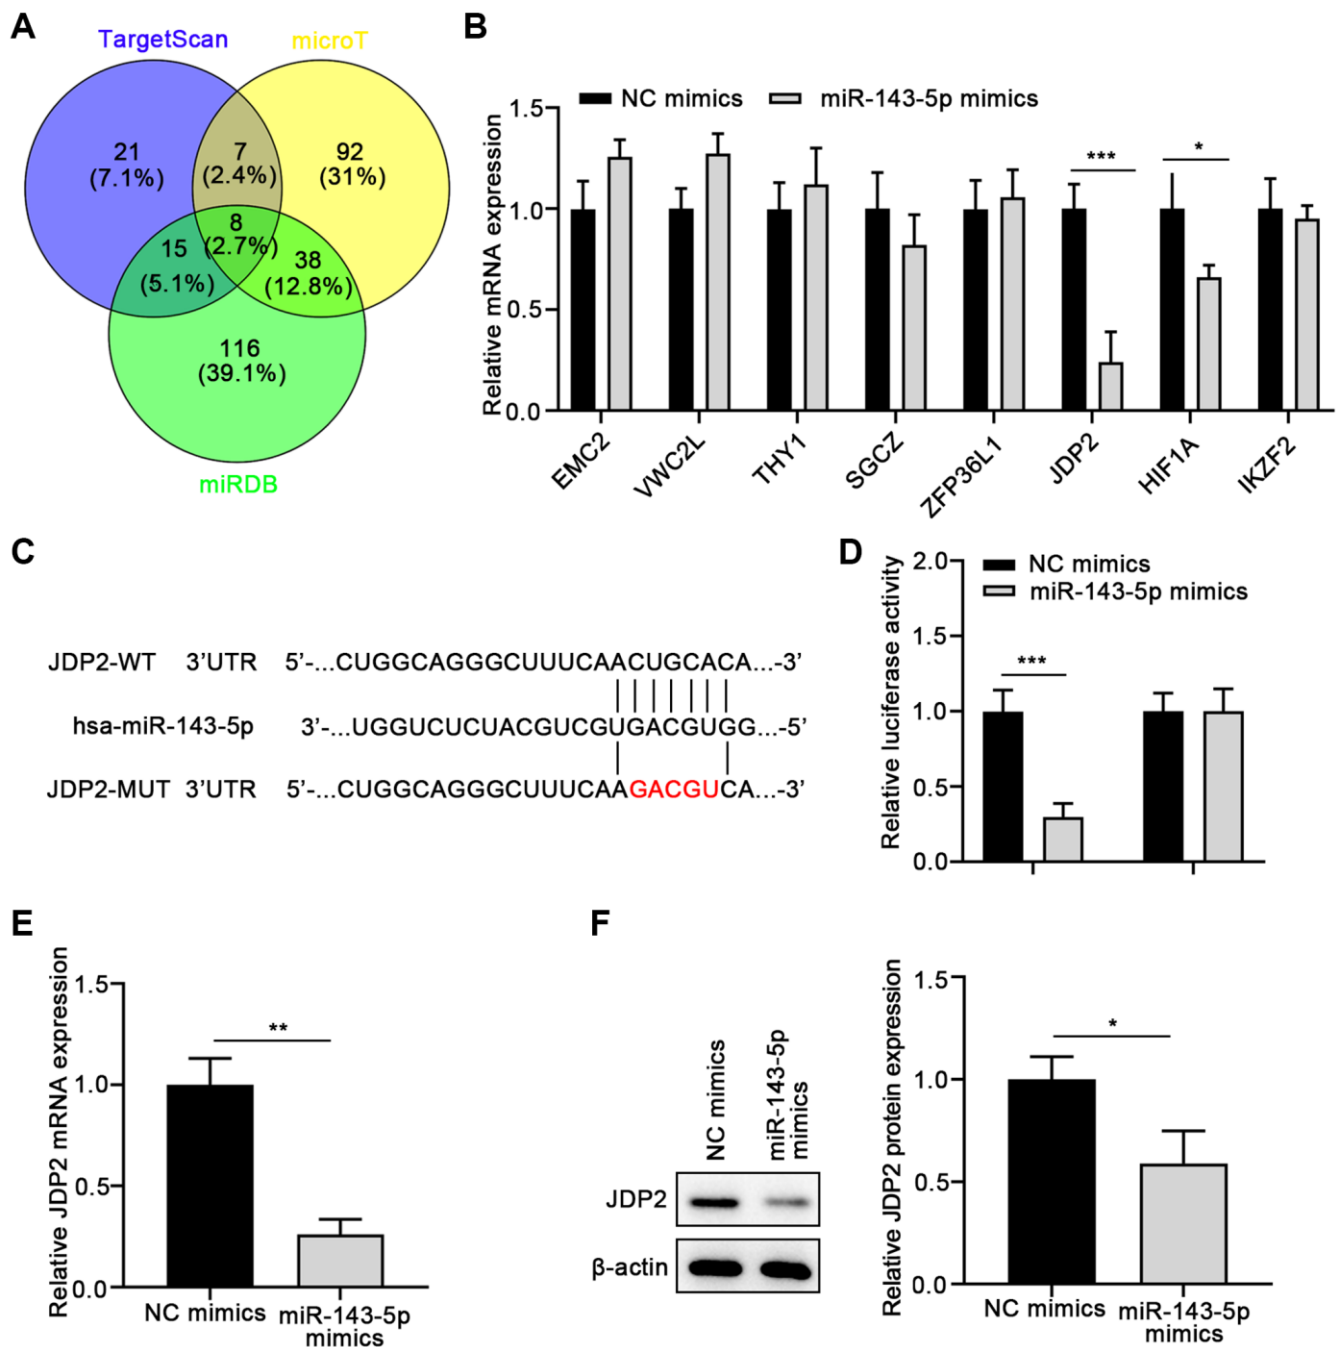 A
TargetScan
microT
21
(7.1%)
7
(2.4%)
92
(31%)
8
(2.7%)
15
(5.1%)
38
(12.8%)
116
(39.1%)
miRDB
B
NC mimics
miR-143-5p mimics
Relative mRNA expression
1.5
1.0
0.5
0.0
***
*
EMC2
VWC2L
THY1
SGCZ
ZFP36L1
JDP2
HIF1A
IKZF2
C
JDP2-WT 3'UTR 5'-...CUGGCAGGGCUUUCAACUGCACA...-3'
hsa-miR-143-5p 3'-...UGGUCUCUACGUCGUGACGUGG...-5'
JDP2-MUT 3'UTR 5'-...CUGGCAGGGCUUUCAAGACGUCA...-3'
D
NC mimics
miR-143-5p mimics
Relative luciferase activity
2.0
1.5
1.0
0.5
0.0
***
E
Relative JDP2 mRNA expression
1.5
1.0
0.5
0.0
**
NC mimics
miR-143-5p
mimics
F
NC mimics
miR-143-5p
mimics
JDP2
β-actin
Relative JDP2 protein expression
1.5
1.0
0.5
0.0
*
NC mimics
miR-143-5p
mimics